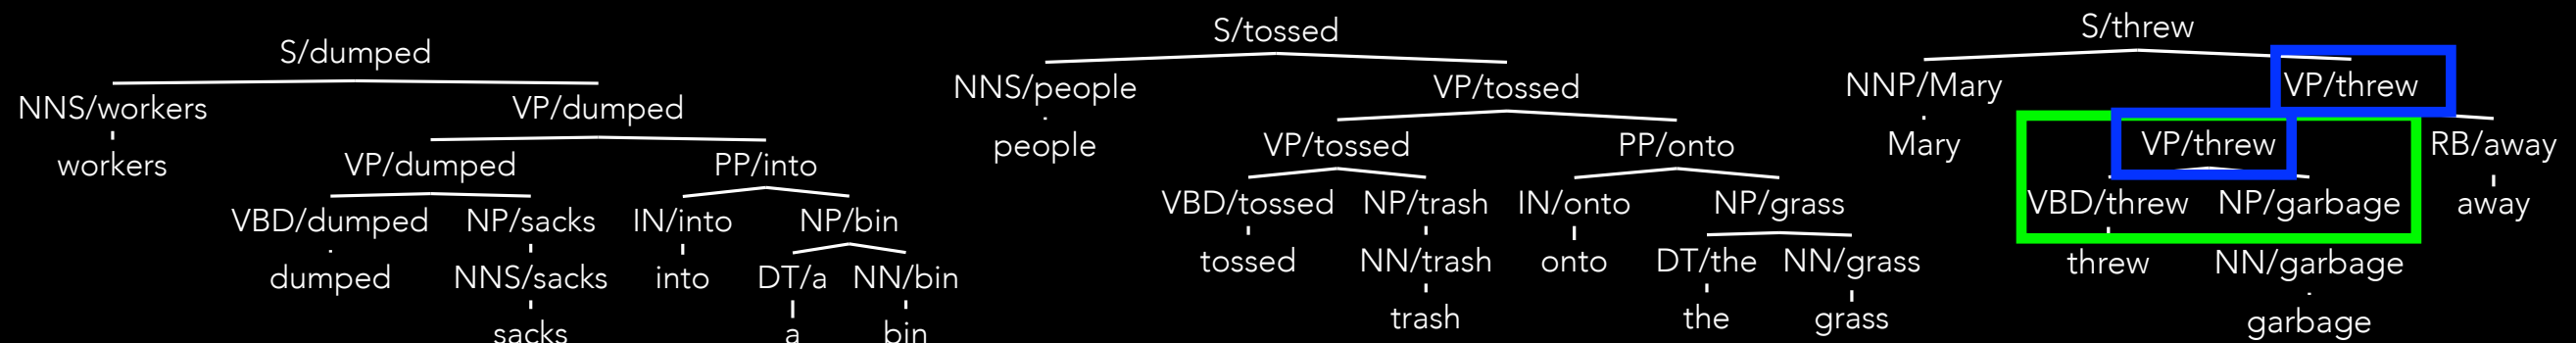 S/dumped
NNS/workers VP/dumped
workers VP/dumped PP/into
VBD/dumped NP/sacks IN/into NP/bin
dumped NNS/sacks into DT/a NN/bin
sacks a bin
S/tossed
NNS/people VP/tossed
people VP/tossed PP/onto
VBD/tossed NP/trash IN/onto NP/grass
tossed NN/trash onto DT/the NN/grass
trash the grass
S/threw
NNP/Mary VP/threw
Mary VP/threw RB/away
VBD/threw NP/garbage away
threw NN/garbage
garbage